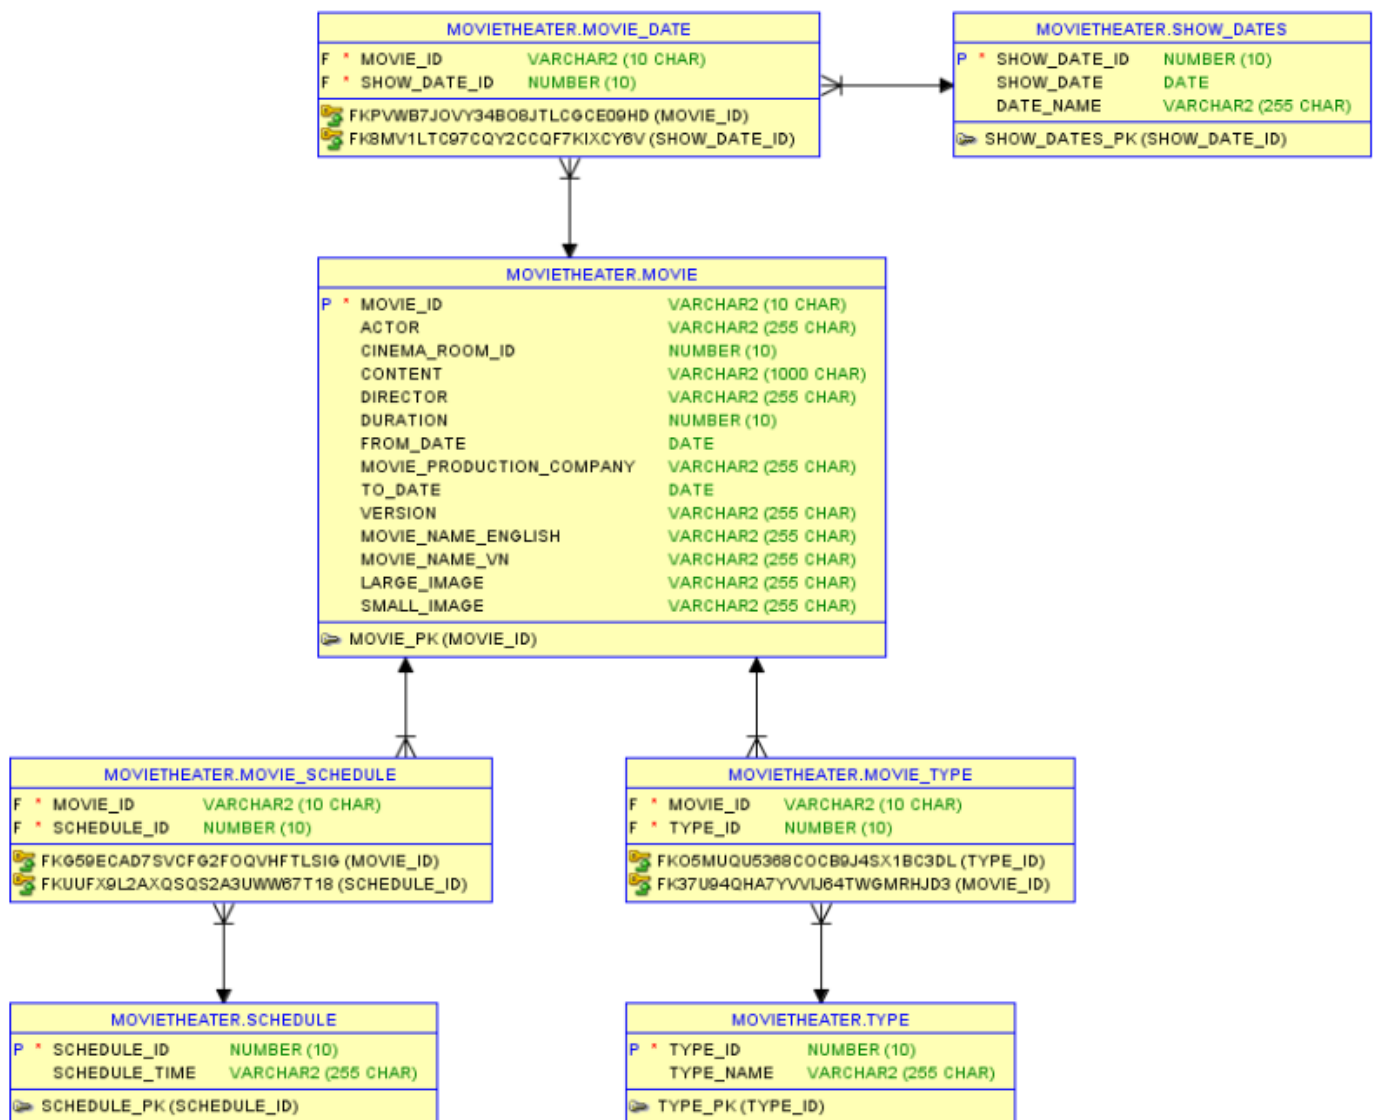 MOVIETHEATER.MOVIE_DATE
F * MOVIE_ID VARCHAR2 (10 CHAR)
F * SHOW_DATE_ID NUMBER (10)
FKPVWB7JOVY34BO8JTLCGCE09HD (MOVIE_ID)
FK8MV1LTC97CQY2CCQF7KIXCY6V (SHOW_DATE_ID)
MOVIETHEATER.SHOW_DATES
P * SHOW_DATE_ID NUMBER (10)
SHOW_DATE DATE
DATE_NAME VARCHAR2 (255 CHAR)
SHOW_DATES_PK (SHOW_DATE_ID)
MOVIETHEATER.MOVIE
P * MOVIE_ID VARCHAR2 (10 CHAR)
ACTOR VARCHAR2 (255 CHAR)
CINEMA_ROOM_ID NUMBER (10)
CONTENT VARCHAR2 (1000 CHAR)
DIRECTOR VARCHAR2 (255 CHAR)
DURATION NUMBER (10)
FROM_DATE DATE
MOVIE_PRODUCTION_COMPANY VARCHAR2 (255 CHAR)
TO_DATE DATE
VERSION VARCHAR2 (255 CHAR)
MOVIE_NAME_ENGLISH VARCHAR2 (255 CHAR)
MOVIE_NAME_VN VARCHAR2 (255 CHAR)
LARGE_IMAGE VARCHAR2 (255 CHAR)
SMALL_IMAGE VARCHAR2 (255 CHAR)
MOVIE_PK (MOVIE_ID)
MOVIETHEATER.MOVIE_SCHEDULE
F * MOVIE_ID VARCHAR2 (10 CHAR)
F * SCHEDULE_ID NUMBER (10)
FKG59ECAD7SVCFG2FOQVHFTLSIG (MOVIE_ID)
FKUUFX9L2AXQSQS2A3UWW67T18 (SCHEDULE_ID)
MOVIETHEATER.MOVIE_TYPE
F * MOVIE_ID VARCHAR2 (10 CHAR)
F * TYPE_ID NUMBER (10)
FKO5MUQU5368COCB9J4SX1BC3DL (TYPE_ID)
FK37U94QHA7YVVIJ64TWGMRHJD3 (MOVIE_ID)
MOVIETHEATER.SCHEDULE
P * SCHEDULE_ID NUMBER (10)
SCHEDULE_TIME VARCHAR2 (255 CHAR)
SCHEDULE_PK (SCHEDULE_ID)
MOVIETHEATER.TYPE
P * TYPE_ID NUMBER (10)
TYPE_NAME VARCHAR2 (255 CHAR)
TYPE_PK (TYPE_ID)